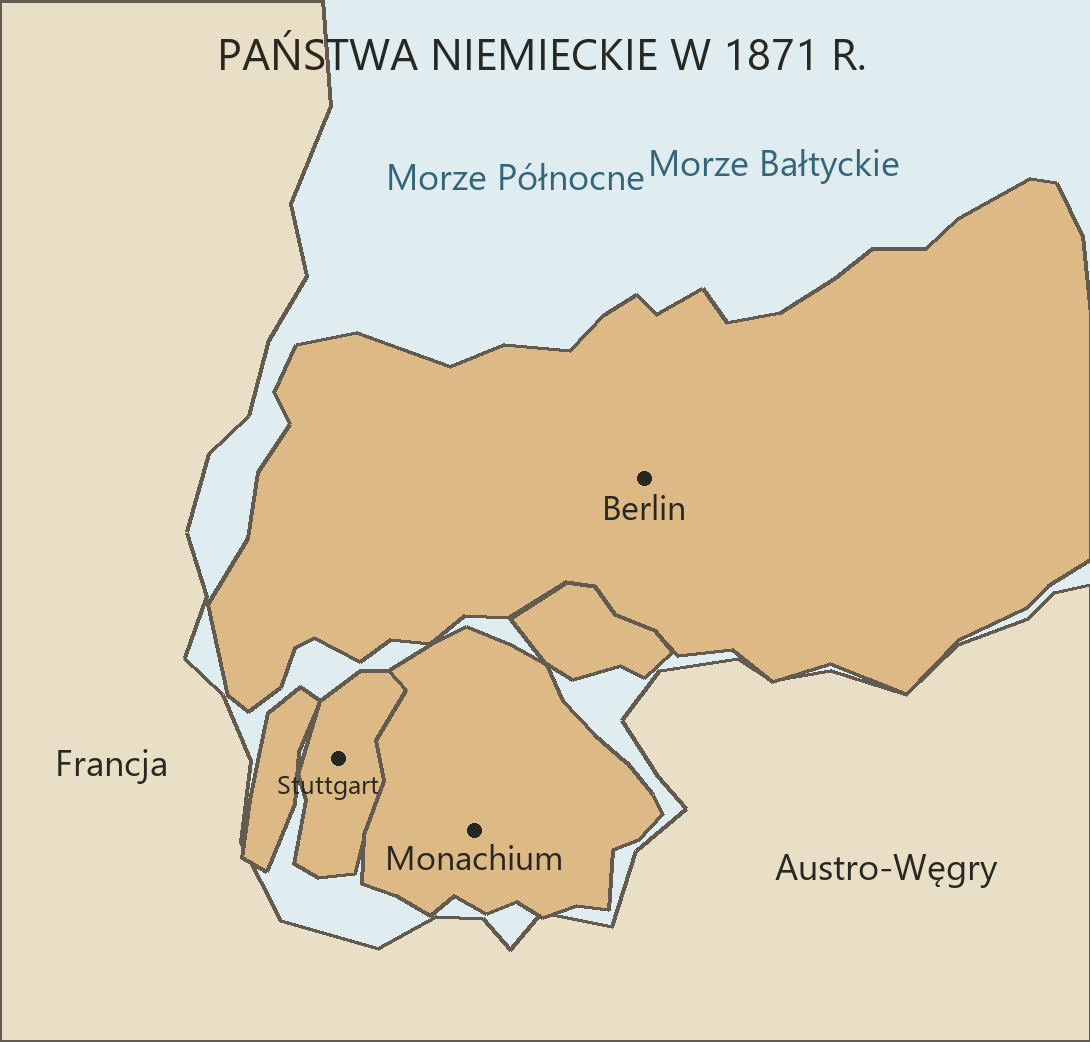 PAŃSTWA NIEMIECKIE W 1871 R.
Morze Północne
Morze Bałtyckie
Berlin
Francja
Stuttgart
Monachium
Austro-Węgry